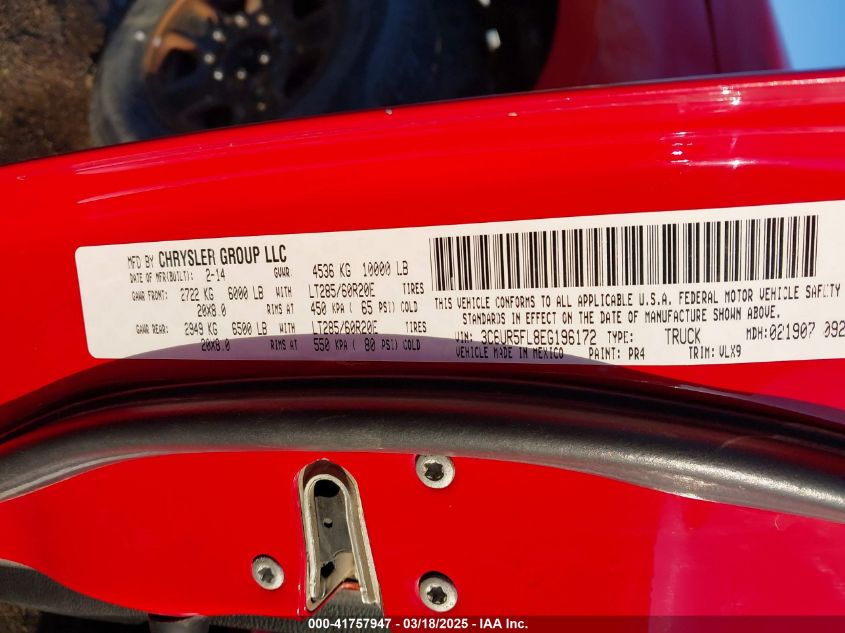 MFD BY CHRYSLER GROUP LLC
DATE OF MFR(BUILT): 2-14 GVWR 4536 KG 10000 LB
GAWR FRONT: 2722 KG 6000 LB WITH LT285/60R20E TIRES
20X8.0 RIMS AT 450 KPA ( 65 PSI) COLD
GAWR REAR: 2949 KG 6500 LB WITH LT285/60R20E TIRES
20X8.0 RIMS AT 550 KPA ( 80 PSI) COLD
THIS VEHICLE CONFORMS TO ALL APPLICABLE U.S.A. FEDERAL MOTOR VEHICLE SAFETY
STANDARDS IN EFFECT ON THE DATE OF MANUFACTURE SHOWN ABOVE.
VIN: 3C6UR5FL8EG196172 TYPE: TRUCK MDH: 021907 092
VEHICLE MADE IN MEXICO PAINT: PR4 TRIM: VLX9
000-41757947 - 03/18/2025 - IAA Inc.